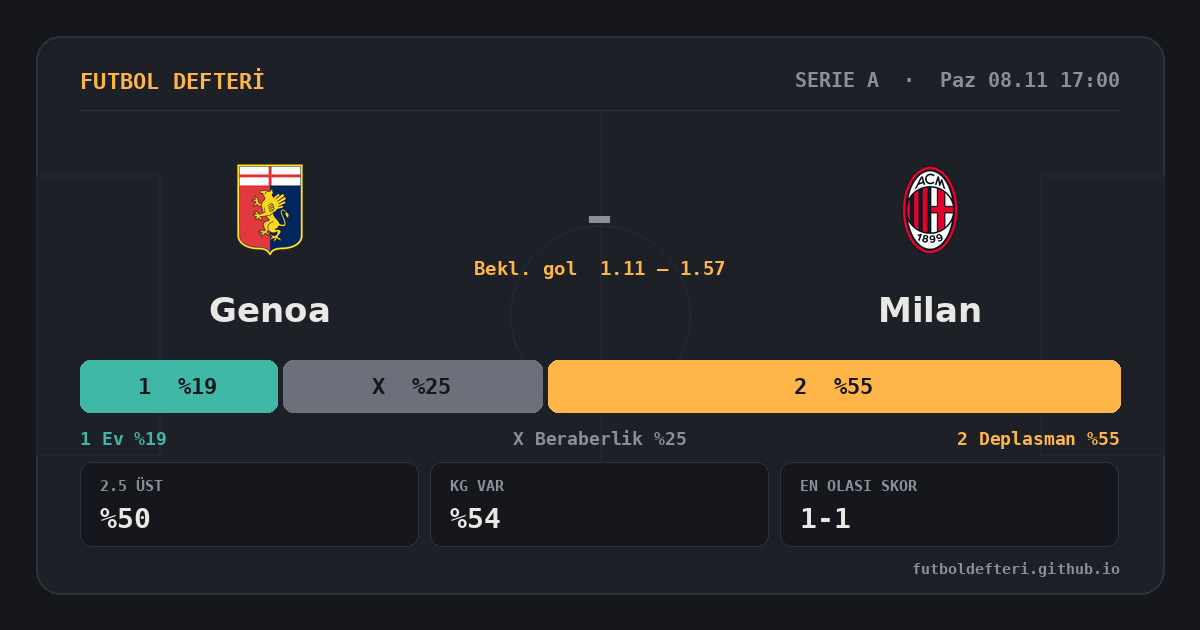 FUTBOL DEFTERİ
SERIE A · Paz 08.11 17:00
ACM
1899
–
Bekl. gol 1.11 — 1.57
Genoa
Milan
1 %19
X %25
2 %55
1 Ev %19
X Beraberlik %25
2 Deplasman %55
2.5 ÜST
KG VAR
EN OLASI SKOR
%50
%54
1-1
futboldefteri.github.io